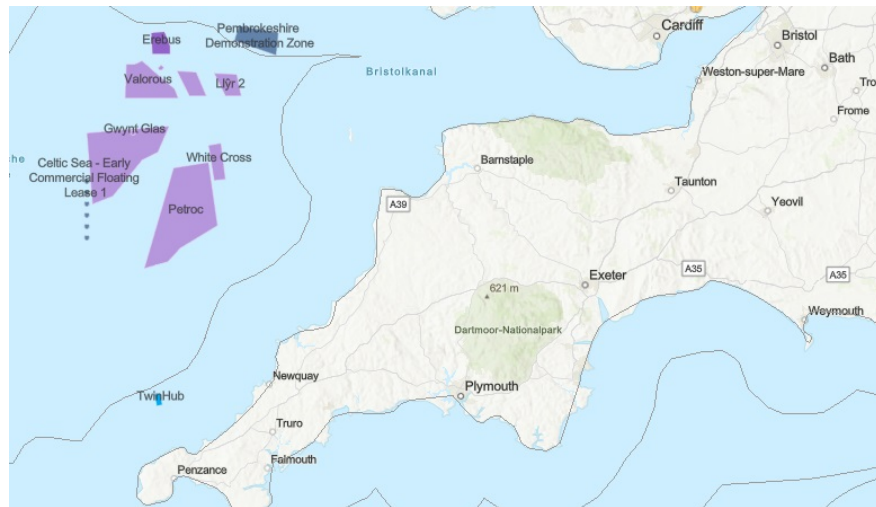 Pembrokeshire
Demonstration Zone
Erebus
Cardiff
Bristol
Bath
Valorous
Llŷr 2
Bristolkanal
Weston-super-Mare
Tro
Frome
Gwynt Glas
White Cross
Celtic Sea - Early
Commercial Floating
Lease 1
che
Barnstaple
Taunton
Petroc
A39
Yeovil
Exeter
A35
A35
621 m
Weymouth
Dartmoor-Nationalpark
Newquay
Plymouth
TwinHub
Truro
Falmouth
Penzance